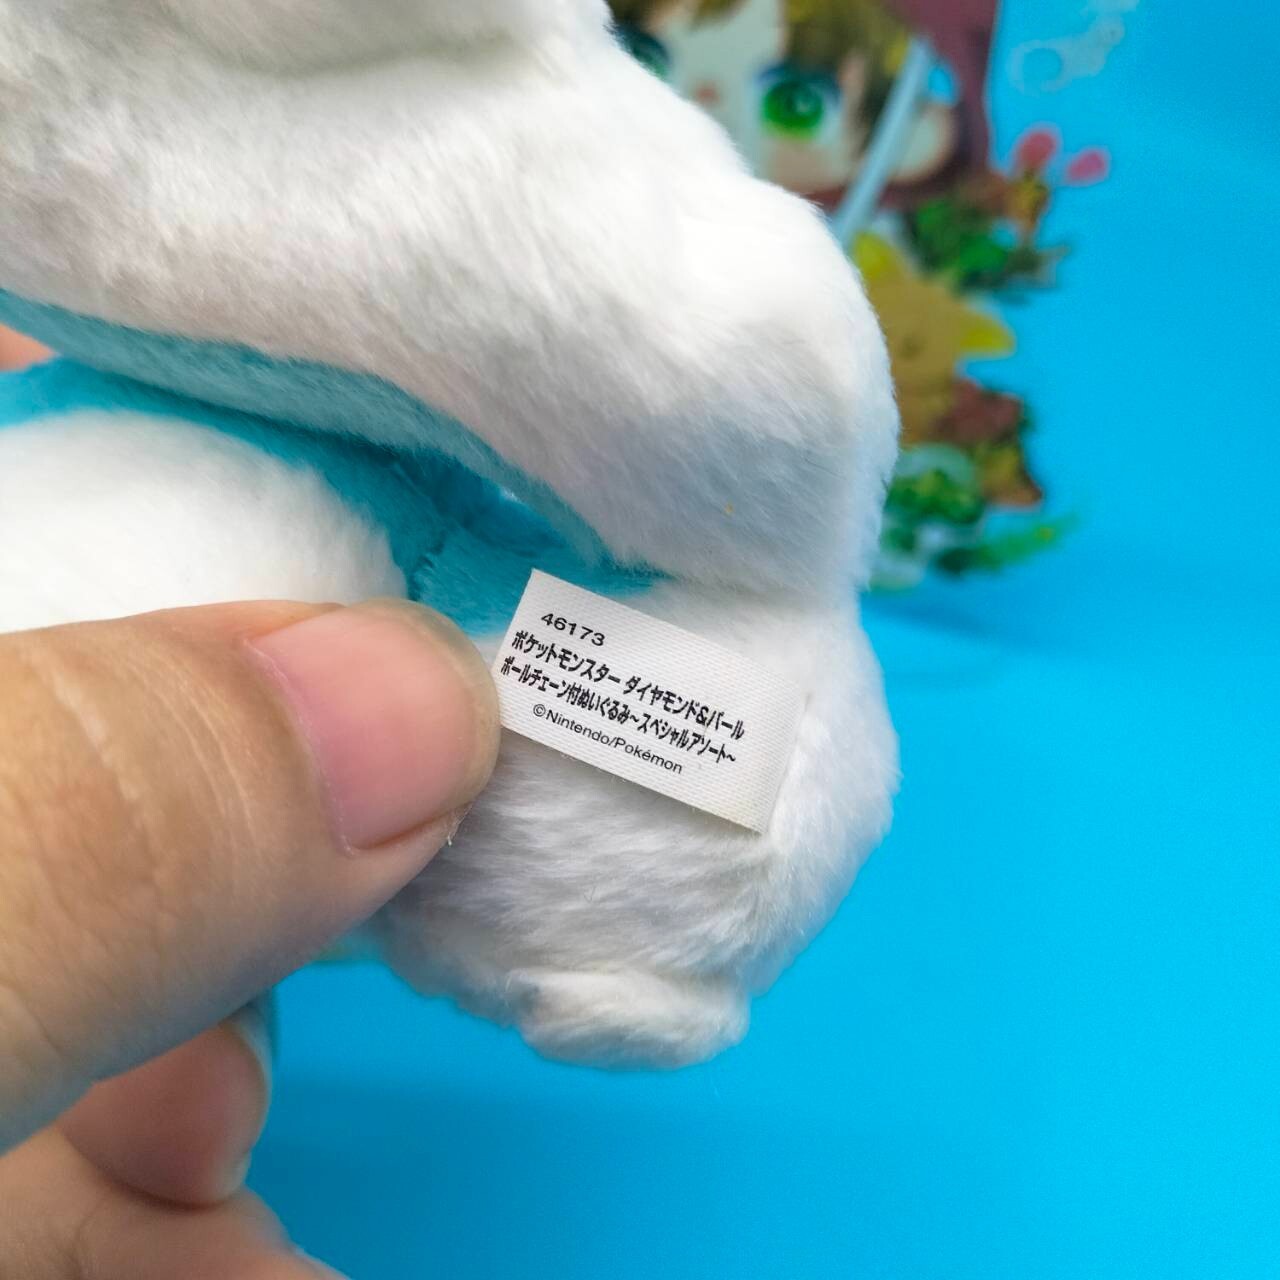 46173
ポケットモンスター ダイヤモンド&パール
ボールチェーン付ぬいぐるみ~スペシャルアソート~
©Nintendo/Pokémon